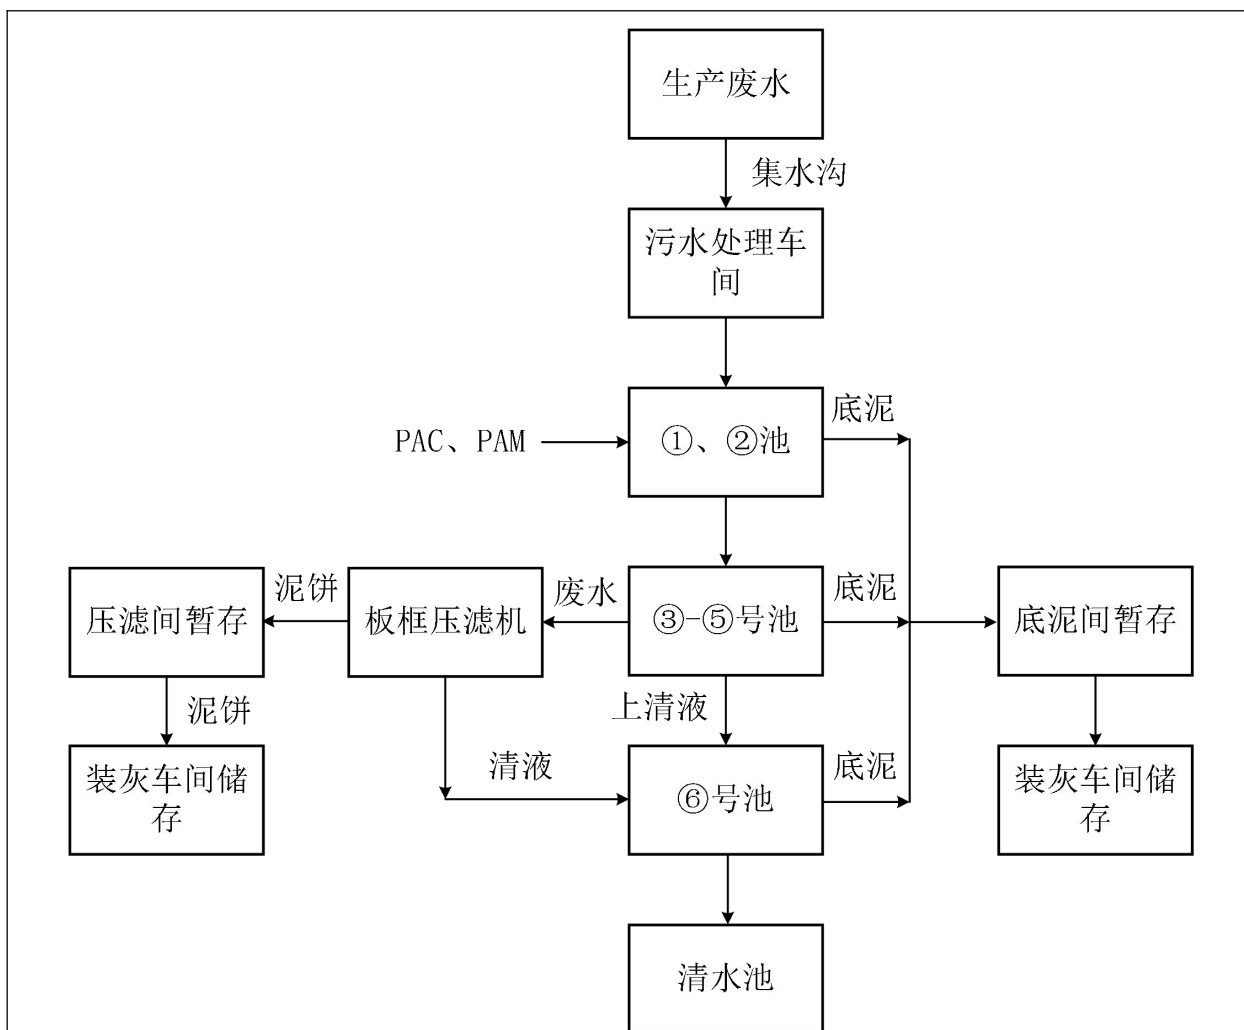 生产废水
集水沟
污水处理车
间
底泥
PAC、PAM
①、②池
泥饼
废水
底泥
压滤间暂存
板框压滤机
③-⑤号池
底泥间暂存
泥饼
上清液
清液
底泥
装灰车间储
存
⑥号池
装灰车间储
存
清水池